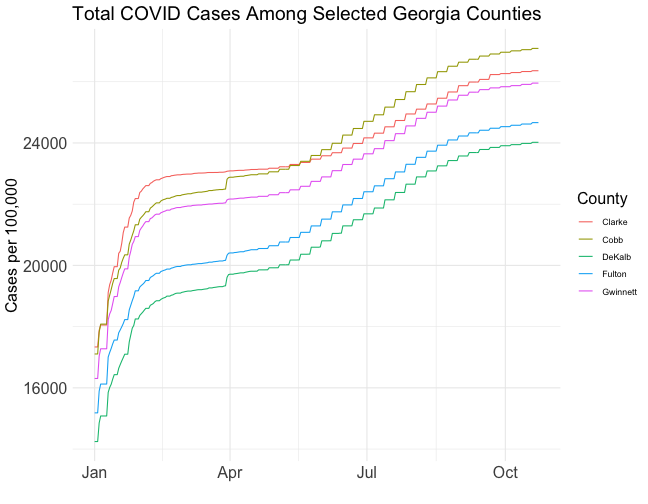 Total COVID Cases Among Selected Georgia Counties
Cases per 100,000
24000
20000
16000
Jan
Apr
Jul
Oct
County
Clarke
Cobb
DeKalb
Fulton
Gwinnett